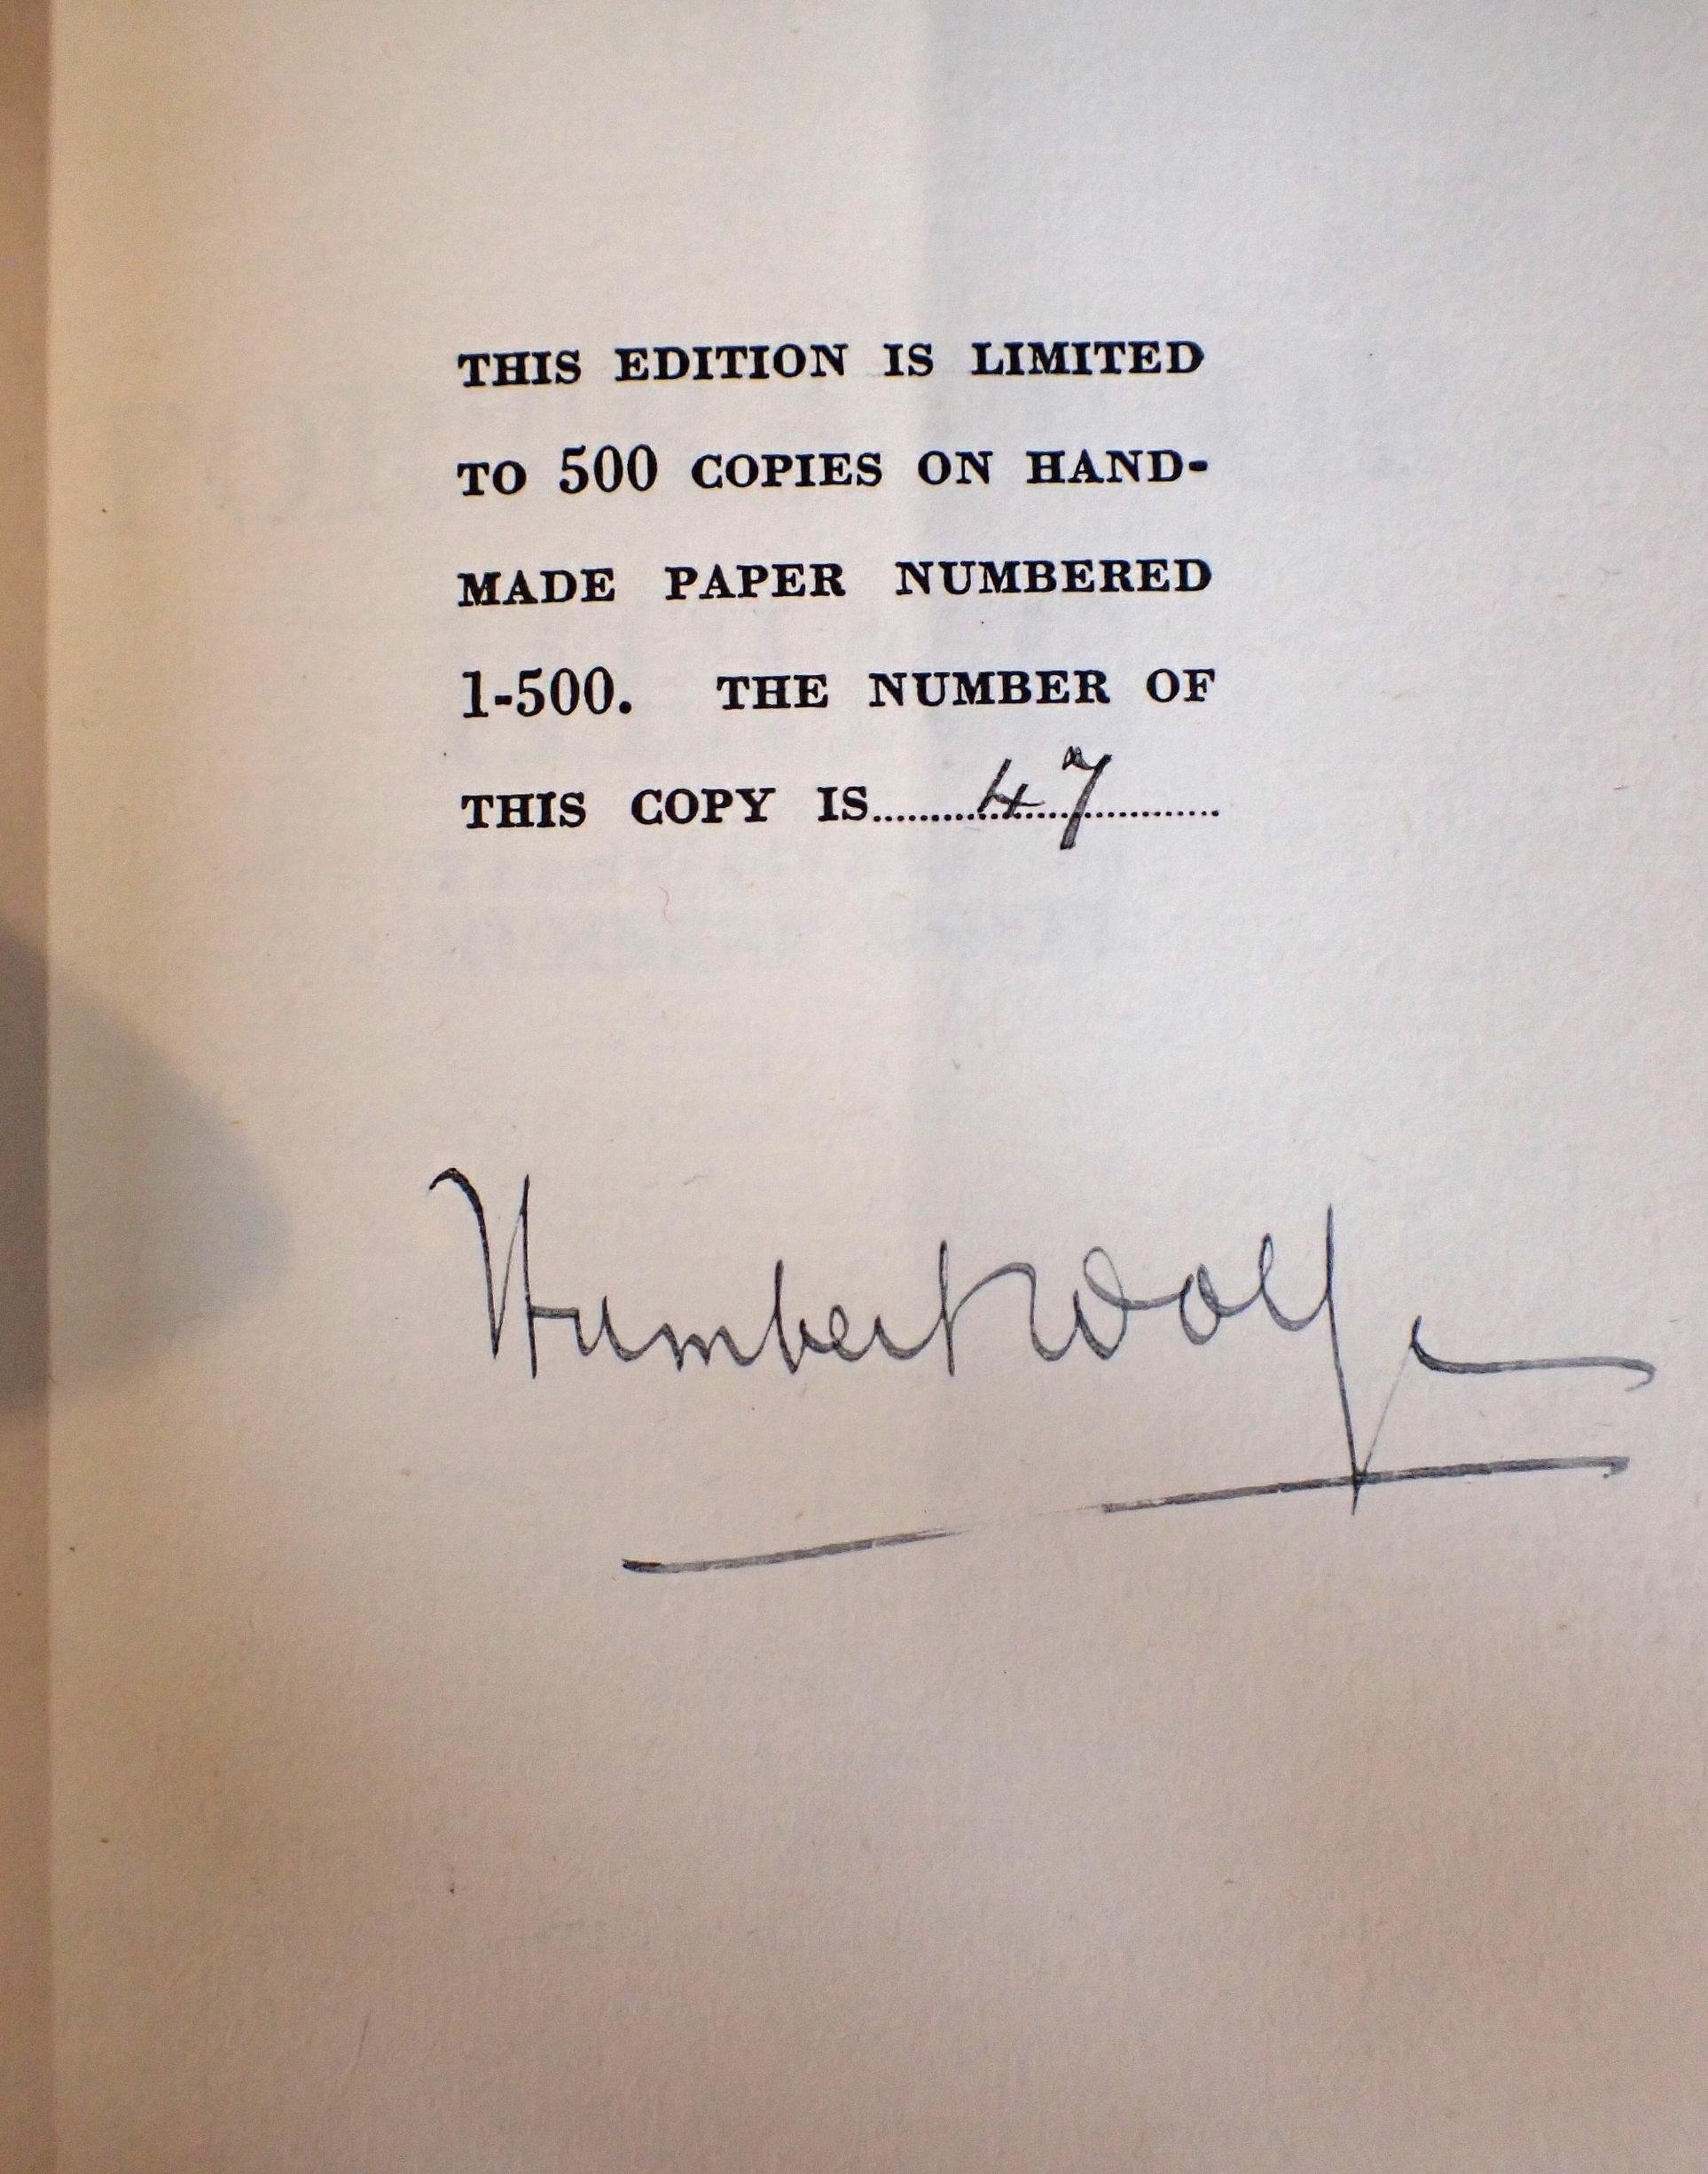 THIS EDITION IS LIMITED
TO 500 COPIES ON HAND-
MADE PAPER NUMBERED
1-500. THE NUMBER OF
THIS COPY IS..........47..........
Humbert Wolfe